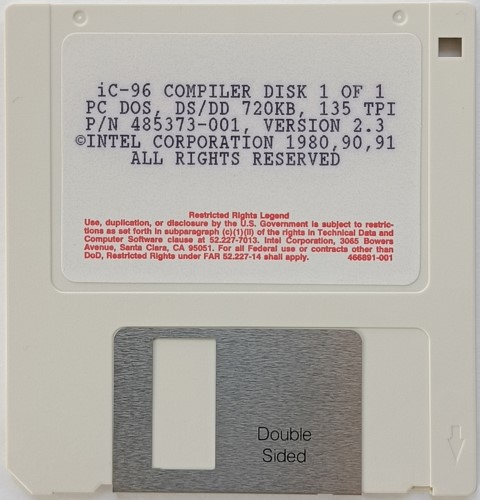 iC-96 COMPILER DISK 1 OF 1
PC DOS, DS/DD 720KB, 135 TPI
P/N 485373-001, VERSION 2.3
©INTEL CORPORATION 1980,90,91
ALL RIGHTS RESERVED
Restricted Rights Legend
Use, duplication, or disclosure by the U.S. Government is subject to restric-
tions as set forth in subparagraph (c)(1)(ii) of the rights in Technical Data and
Computer Software clause at 52.227-7013. Intel Corporation, 3065 Bowers
Avenue, Santa Clara, CA 95051. For all Federal use or contracts other than
DoD, Restricted Rights under FAR 52.227-14 shall apply. 466891-001
Double
Sided